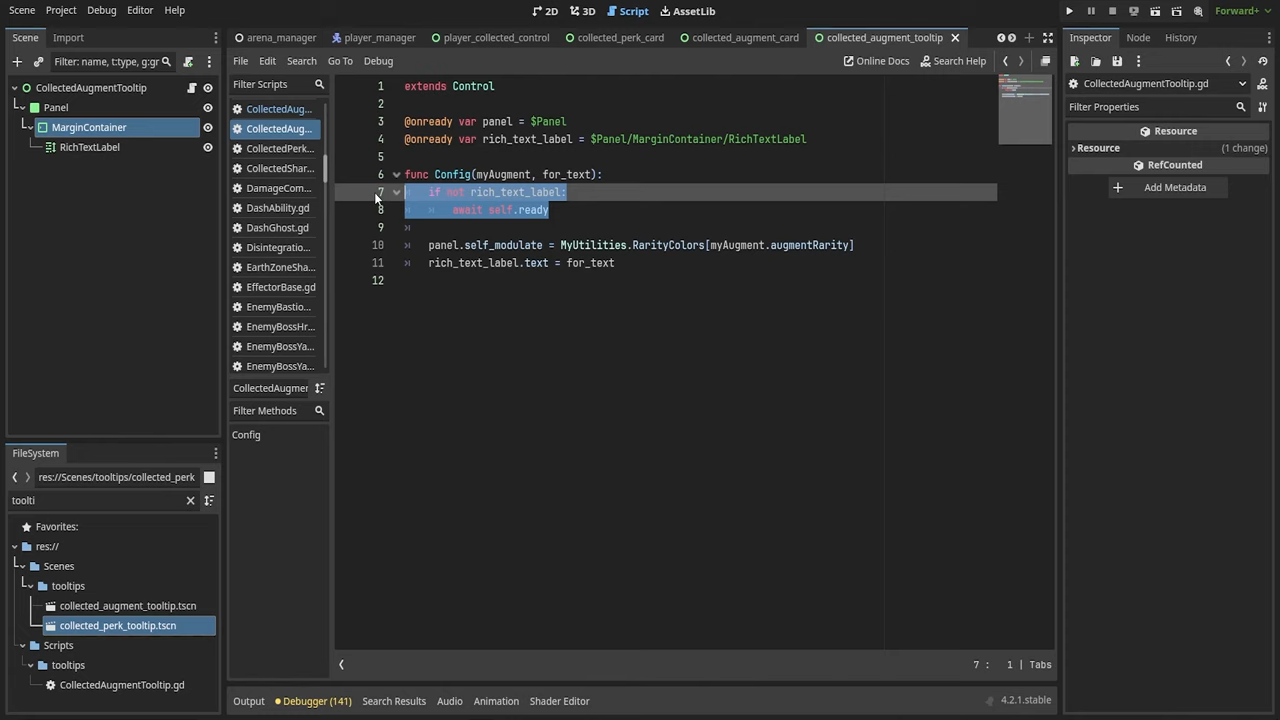 Scene Project Debug Editor Help
2D 3D Script AssetLib
Forward+
Scene Import
Filter: name, t:type, g:gr
CollectedAugmentTooltip
Panel
MarginContainer
RichTextLabel
FileSystem
res://Scenes/tooltips/collected_perk
toolti
Favorites:
res://
Scenes
tooltips
collected_augment_tooltip.tscn
collected_perk_tooltip.tscn
Scripts
tooltips
CollectedAugmentTooltip.gd
arena_manager player_manager player_collected_control collected_perk_card collected_augment_card collected_augment_tooltip
File Edit Search Go To Debug
Online Docs Search Help
Filter Scripts
CollectedAug...
CollectedAug...
CollectedPerk...
CollectedShar...
DamageCom...
DashAbility.gd
DashGhost.gd
Disintegration...
EarthZoneSha...
EffectorBase.gd
EnemyBastio...
EnemyBossHr...
EnemyBossYa...
EnemyBossYa...
CollectedAugmer
Filter Methods
Config
1 extends Control
2
3 @onready var panel = $Panel
4 @onready var rich_text_label = $Panel/MarginContainer/RichTextLabel
5
6 func Config(myAugment, for_text):
7 if not rich_text_label:
8 await self.ready
9
10 panel.self_modulate = MyUtilities.RarityColors[myAugment.augmentRarity]
11 rich_text_label.text = for_text
12
7 : 1 | Tabs
Output Debugger (141) Search Results Audio Animation Shader Editor
4.2.1.stable
Inspector Node History
CollectedAugmentTooltip.gd
Filter Properties
Resource
Resource (1 change)
RefCounted
Add Metadata